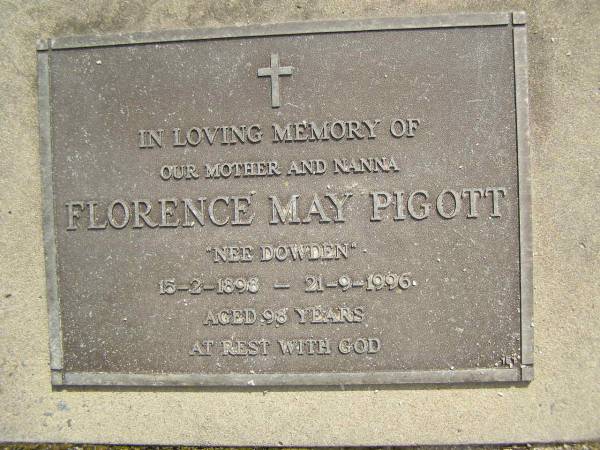 IN LOVING MEMORY OF
OUR MOTHER AND NANNA
FLORENCE MAY PIGOTT
"NEE DOWDEN"
15-2-1898 - 21-9-1996
AGED 98 YEARS
AT REST WITH GOD